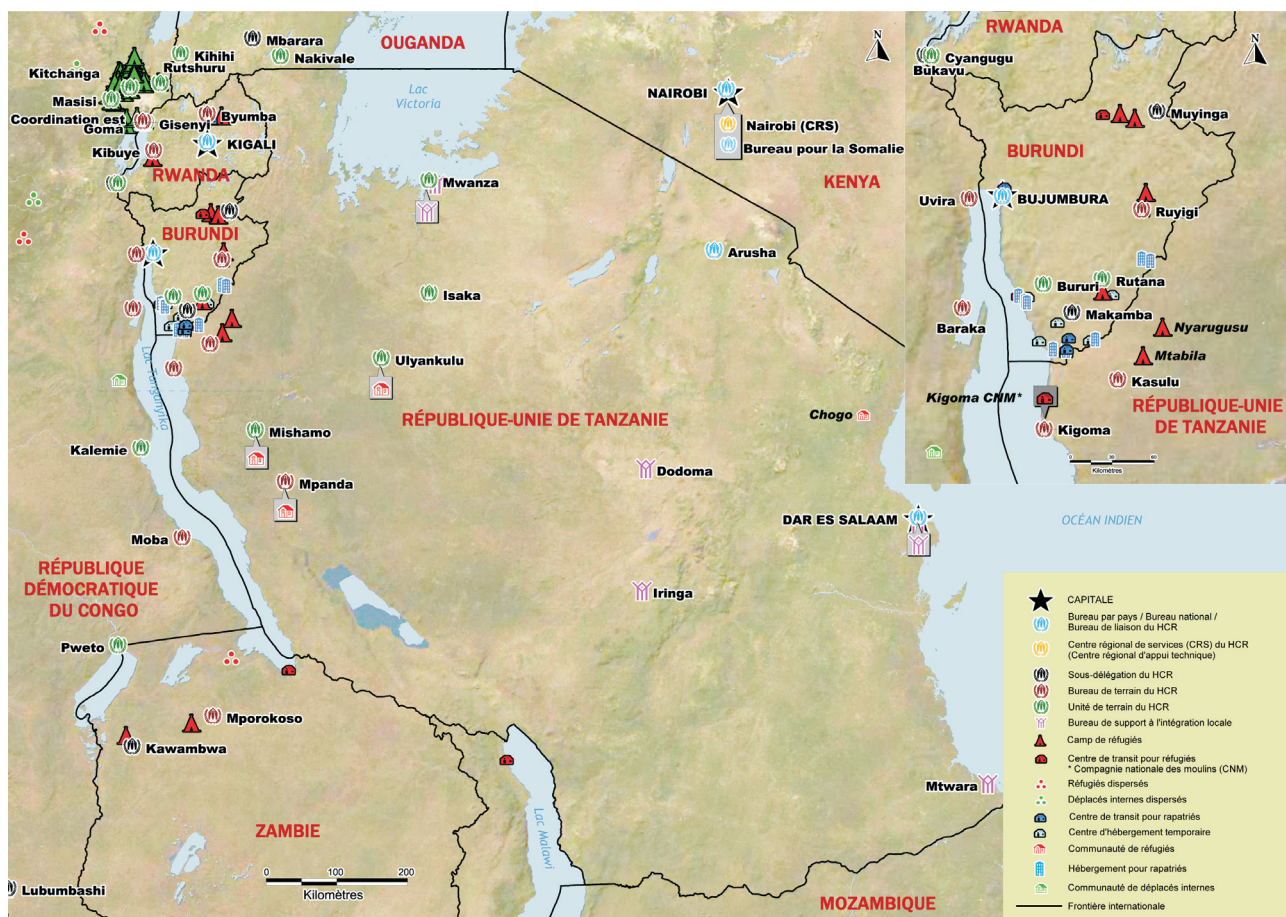 OUGANDA
Mbarara
Kihihi
Nakivale
Kitchanga
Rutshuru
Masisi
Coordination est
Goma
Gisenyi
Byumba
KIGALI
Kibuye
RWANDA
Lac
Victoria
N
NAIROBI
Nairobi (CRS)
Bureau pour la Somalie
KENYA
Mwanza
BURUNDI
Arusha
Isaka
Ulyankulu
RÉPUBLIQUE-UNIE DE TANZANIE
Chogo
Lac Tanganyika
Mishamo
Kalemie
Mpanda
Dodoma
Moba
DAR ES SALAAM
OCÉAN INDIEN
RÉPUBLIQUE
DÉMOCRATIQUE
DU CONGO
Iringa
Pweto
Mporokoso
Kawambwa
Mtwara
ZAMBIE
Lac Malawi
0 100 200
Kilomètres
Lubumbashi
MOZAMBIQUE
RWANDA
N
Cyangugu
Bukavu
Muyinga
BURUNDI
Uvira
BUJUMBURA
Ruyigi
Bururi
Rutana
Makamba
Baraka
Nyarugusu
Mtabila
Kasulu
Kigoma CNM*
RÉPUBLIQUE-UNIE
DE TANZANIE
Kigoma
0 30 60
Kilomètres
CAPITALE
Bureau par pays / Bureau national /
Bureau de liaison du HCR
Centre régional de services (CRS) du HCR
(Centre régional d'appui technique)
Sous-délégation du HCR
Bureau de terrain du HCR
Unité de terrain du HCR
Bureau de support à l'intégration locale
Camp de réfugiés
Centre de transit pour réfugiés
* Compagnie nationale des moulins (CNM)
Réfugiés dispersés
Déplacés internes dispersés
Centre de transit pour rapatriés
Centre d'hébergement temporaire
Communauté de réfugiés
Hébergement pour rapatriés
Communauté de déplacés internes
Frontière internationale